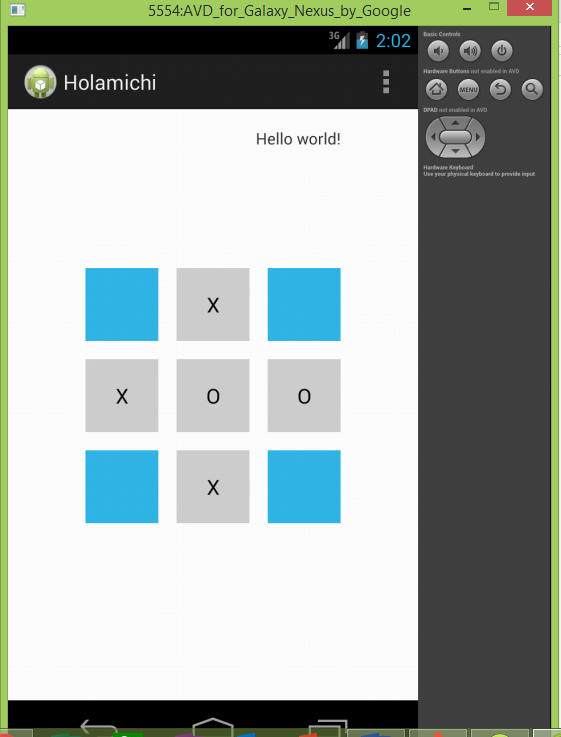 5554:AVD_for_Galaxy_Nexus_by_Google
3G
2:02
Holamichi
Hello world!
X
X O O
X
Basic Controls
Hardware Buttons not enabled in AVD
MENU
DPAD not enabled in AVD
Hardware Keyboard
Use your physical keyboard to provide input